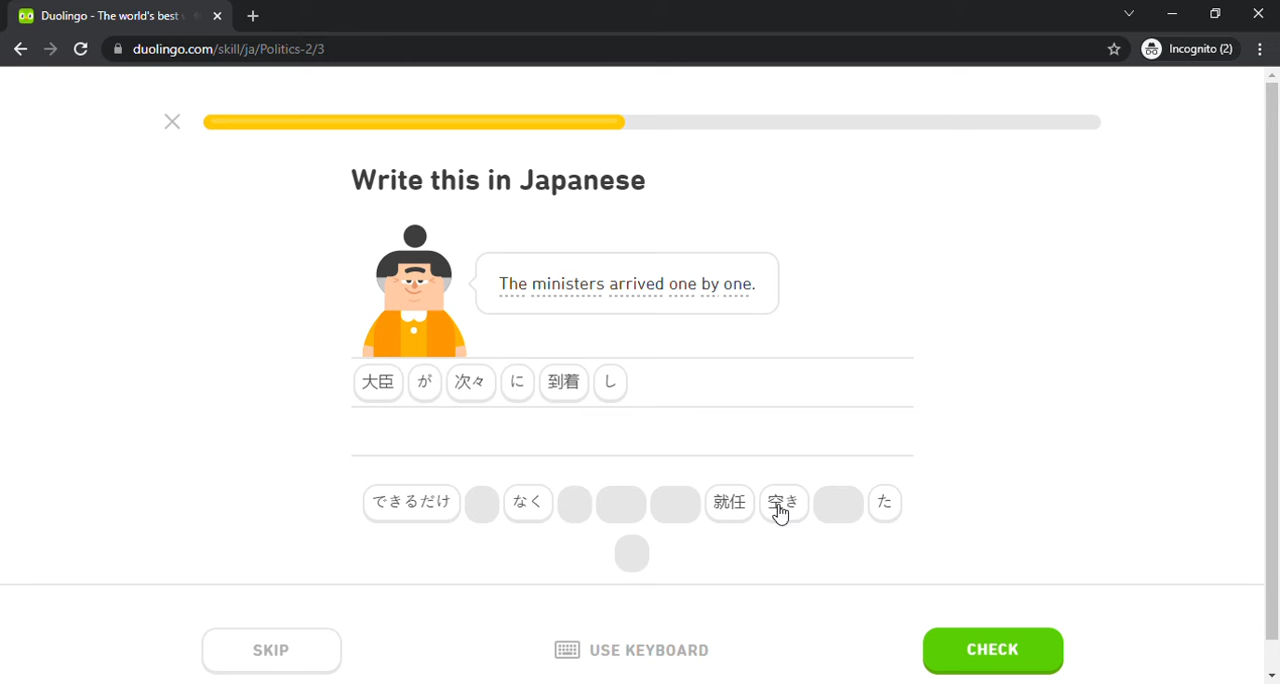 Duolingo - The world's best
duolingo.com/skill/ja/Politics-2/3
Incognito (2)
Write this in Japanese
The ministers arrived one by one.
大臣 が 次々 に 到着 し
できるだけ なく 就任 空き た
SKIP
USE KEYBOARD
CHECK